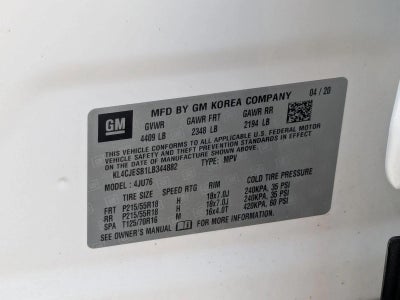 GM
MFD BY GM KOREA COMPANY
04 / 20
GVWR GAWR FRT GAWR RR
4409 LB 2348 LB 2194 LB
THIS VEHICLE CONFORMS TO ALL APPLICABLE U.S. FEDERAL MOTOR
VEHICLE SAFETY, BUMPER, AND THEFT PREVENTION STANDARDS IN EFFECT
ON THE DATE OF MANUFACTURE SHOWN ABOVE.
KL4CJESB1LB344882 TYPE: MPV
MODEL: 4JU76
TIRE SIZE SPEED RTG RIM COLD TIRE PRESSURE
FRT P215/55R18 H 18x7.0J 240KPA, 35 PSI
RR P215/55R18 H 18x7.0J 240KPA, 35 PSI
SPA T125/70R16 M 16x4.0T 420KPA, 60 PSI
SEE OWNER'S MANUAL FOR MORE INFORMATION